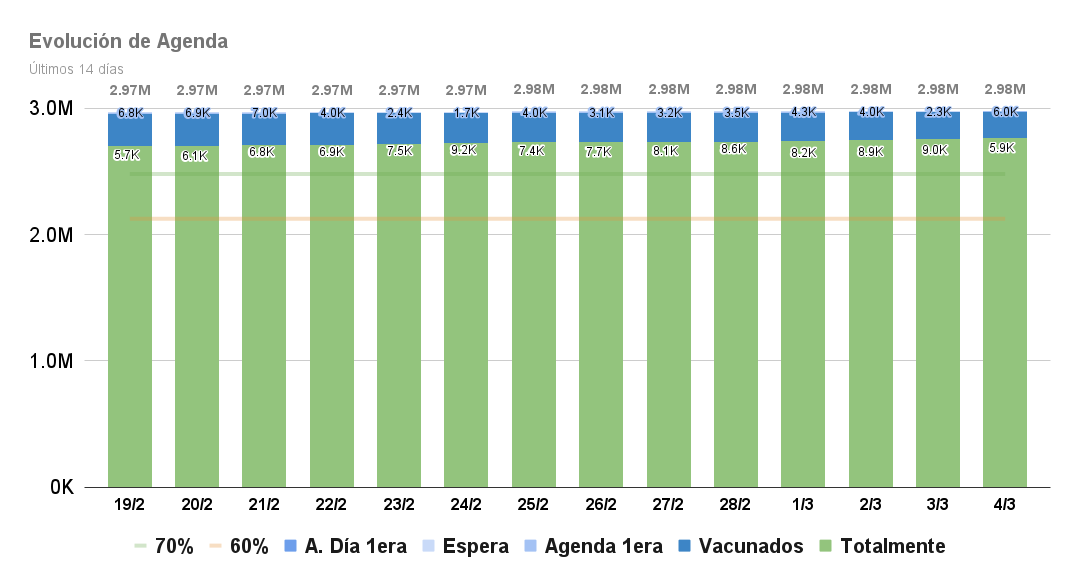 Evolución de Agenda
Últimos 14 días
2.97M 2.97M 2.97M 2.97M 2.97M 2.97M 2.98M 2.98M 2.98M 2.98M 2.98M 2.98M 2.98M 2.98M
3.0M
6.8K 6.9K 7.0K 4.0K 2.4K 1.7K 4.0K 3.1K 3.2K 3.5K 4.3K 4.0K 2.3K 6.0K
5.7K 6.1K 6.8K 6.9K 7.5K 9.2K 7.4K 7.7K 8.1K 8.6K 8.2K 8.9K 9.0K 5.9K
2.0M
1.0M
0K
19/2 20/2 21/2 22/2 23/2 24/2 25/2 26/2 27/2 28/2 1/3 2/3 3/3 4/3
70% 60% A. Día 1era Espera Agenda 1era Vacunados Totalmente